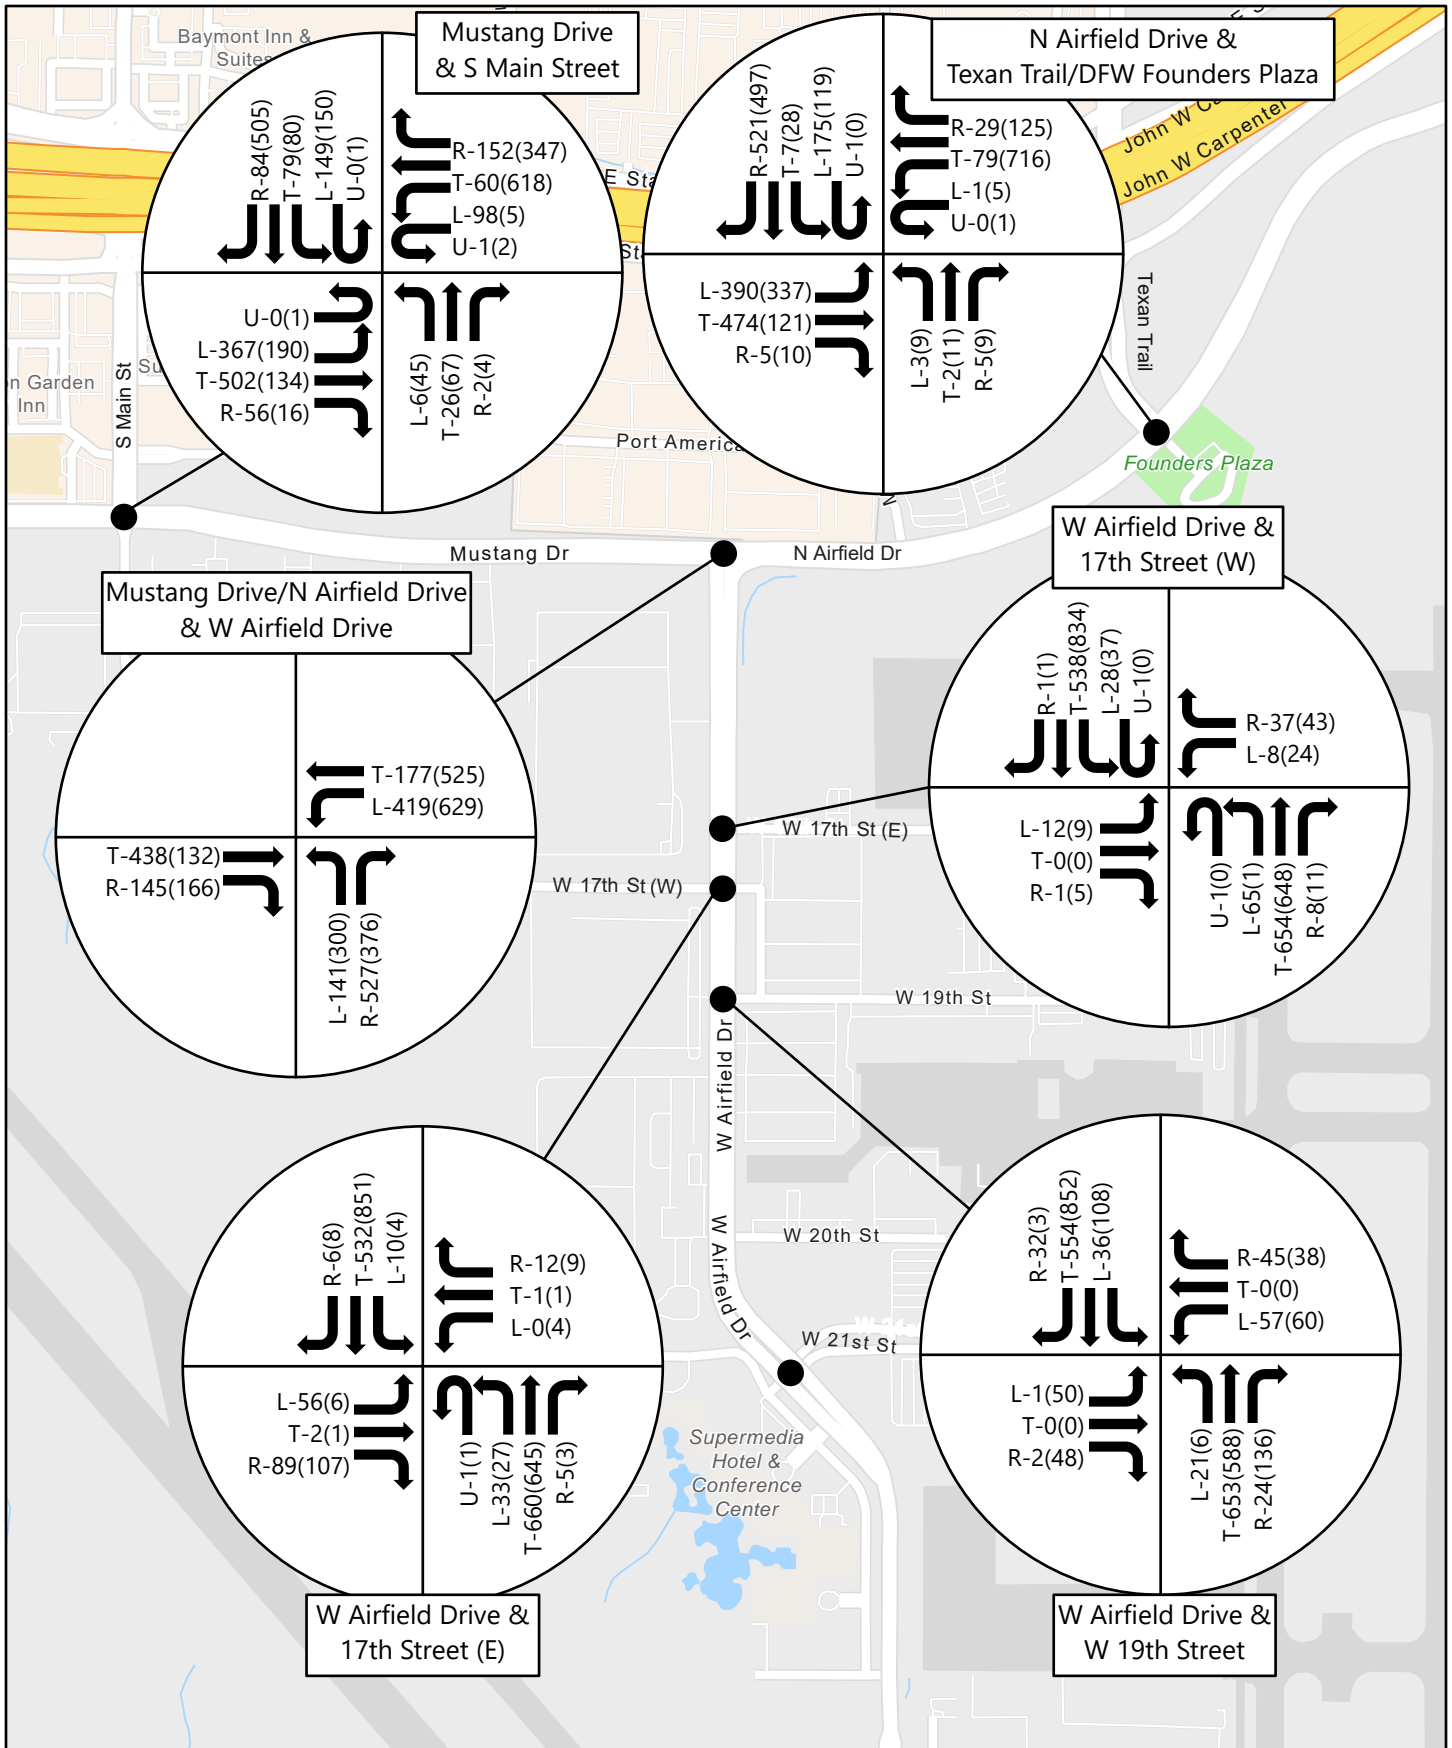 Baymont Inn &
Suites
Mustang Drive
& S Main Street
R-84(505)
T-79(80)
L-149(150)
U-0(1)
R-152(347)
T-60(618)
L-98(5)
U-1(2)
U-0(1)
L-367(190)
T-502(134)
R-56(16)
L-6(45)
T-26(67)
R-2(4)
N Airfield Drive &
Texan Trail/DFW Founders Plaza
R-521(497)
T-7(28)
L-175(119)
U-1(0)
R-29(125)
T-79(716)
L-1(5)
U-0(1)
L-390(337)
T-474(121)
R-5(10)
L-3(9)
T-2(11)
R-5(9)
E Sta
Sta
John W Ca
John W Carpenter
Texan Trail
Founders Plaza
Su
n Garden
Inn
S Main St
Port America
Mustang Dr
N Airfield Dr
Mustang Drive/N Airfield Drive
& W Airfield Drive
T-177(525)
L-419(629)
T-438(132)
R-145(166)
L-141(300)
R-527(376)
W Airfield Drive &
17th Street (W)
R-1(1)
T-538(834)
L-28(37)
U-1(0)
R-37(43)
L-8(24)
L-12(9)
T-0(0)
R-1(5)
U-1(0)
L-65(1)
T-654(648)
R-8(11)
W 17th St (E)
W 17th St (W)
W 19th St
W Airfield Dr
W Airfield Dr
W 20th St
W 21st St
Supermedia
Hotel &
Conference
Center
R-6(8)
T-532(851)
L-10(4)
R-12(9)
T-1(1)
L-0(4)
L-56(6)
T-2(1)
R-89(107)
U-1(1)
L-33(27)
T-660(645)
R-5(3)
W Airfield Drive &
17th Street (E)
R-32(3)
T-554(852)
L-36(108)
R-45(38)
T-0(0)
L-57(60)
L-1(50)
T-0(0)
R-2(48)
L-21(6)
T-653(588)
R-24(136)
W Airfield Drive &
W 19th Street